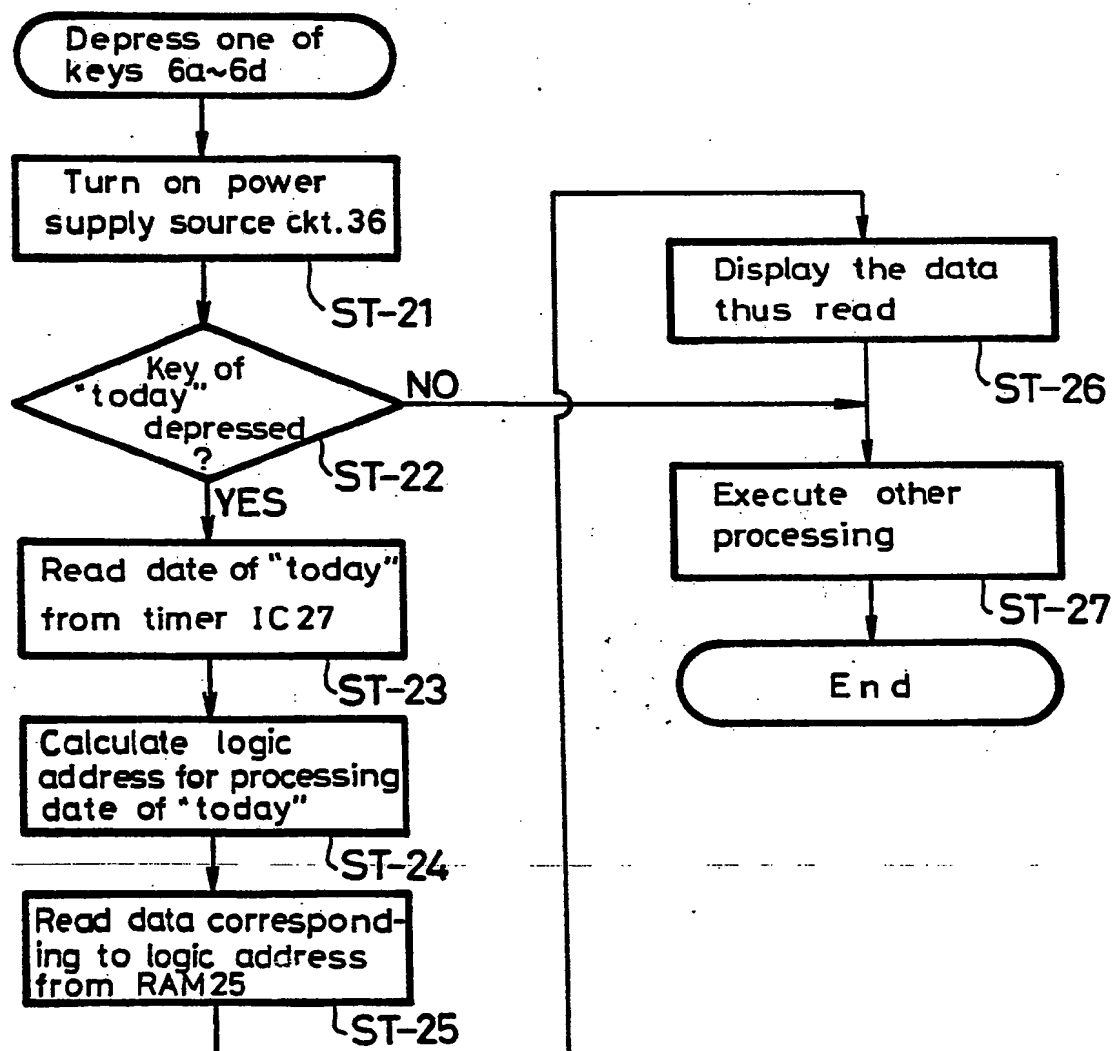 Depress one of
keys 6a~6d
Turn on power
supply source ckt.36
ST-21
Key of
"today"
depressed
?
NO
ST-22
YES
Read date of "today"
from timer IC27
ST-23
Calculate logic
address for processing
date of "today"
ST-24
Read data correspond-
ing to logic address
from RAM25
ST-25
Display the data
thus read
ST-26
Execute other
processing
ST-27
End